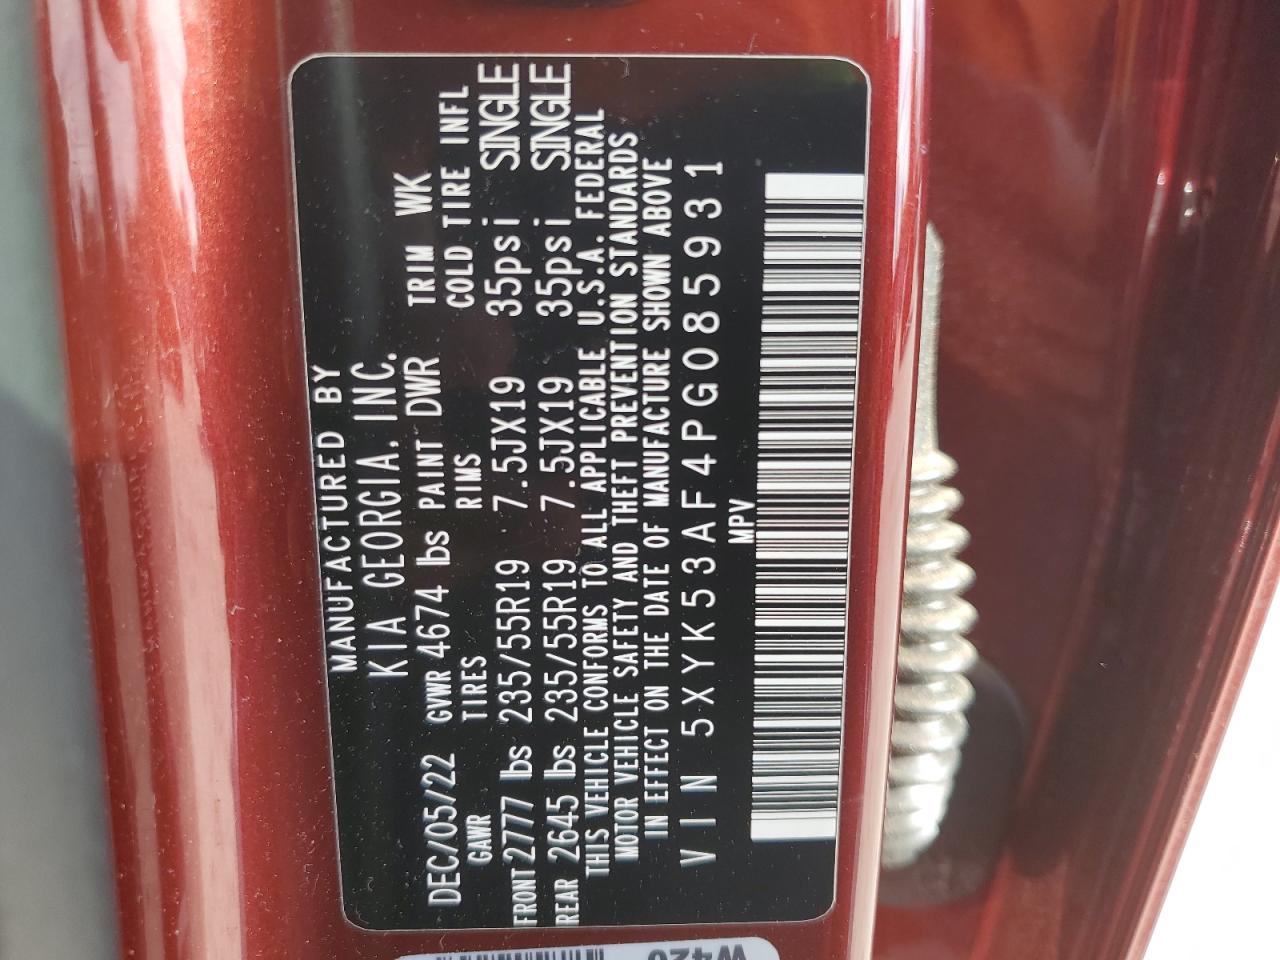 MANUFACTURED BY
KIA GEORGIA, INC.
DEC/05/22 GVWR 4674 lbs PAINT DWR TRIM WK
GAWR TIRES RIMS COLD TIRE INFL
FRONT 2777 lbs 235/55R19 7.5JX19 35psi SINGLE
REAR 2645 lbs 235/55R19 7.5JX19 35psi SINGLE
THIS VEHICLE CONFORMS TO ALL APPLICABLE U.S.A. FEDERAL
MOTOR VEHICLE SAFETY AND THEFT PREVENTION STANDARDS
IN EFFECT ON THE DATE OF MANUFACTURE SHOWN ABOVE
VIN 5XYK53AF4PG085931
MPV